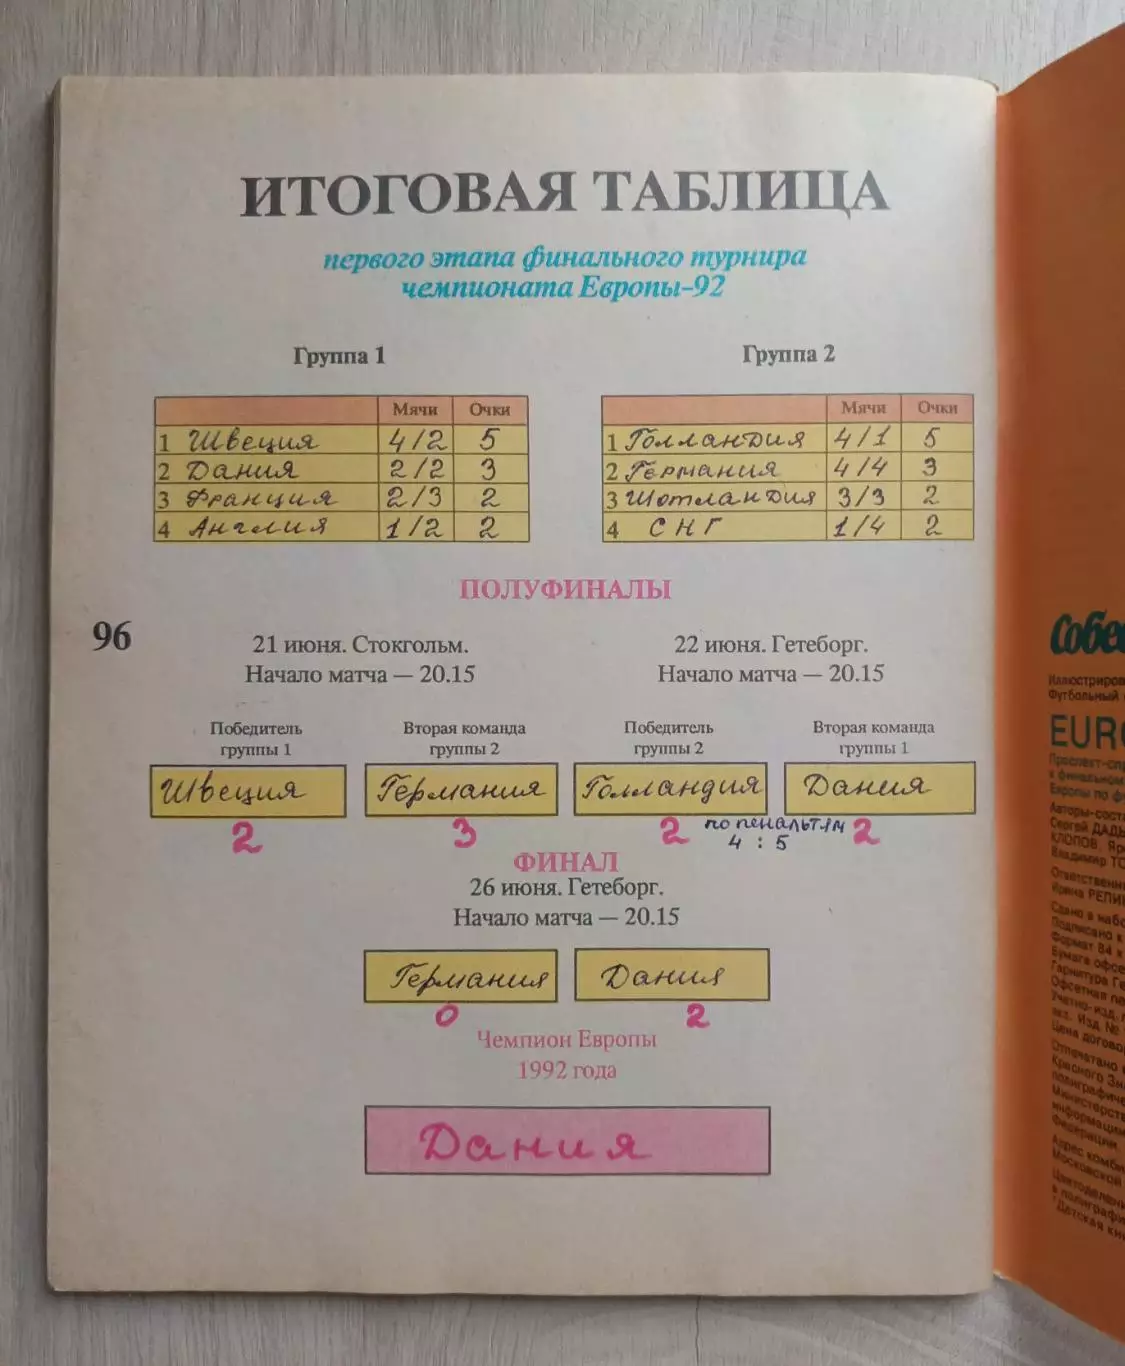 ИТОГОВАЯ ТАБЛИЦА
первого этапа финального турнира
чемпионата Европы-92
Группа 1
Мячи Очки
1 Швеция 4/2 5
2 Дания 2/2 3
3 Франция 2/3 2
4 Англия 1/2 2
Группа 2
Мячи Очки
1 Голландия 4/1 5
2 Германия 4/4 3
3 Шотландия 3/3 2
4 СНГ 1/4 2
ПОЛУФИНАЛЫ
96
21 июня. Стокгольм.
Начало матча — 20.15
22 июня. Гетеборг.
Начало матча — 20.15
Победитель
группы 1
Вторая команда
группы 2
Победитель
группы 2
Вторая команда
группы 1
Швеция Германия Голландия Дания
2 3 2 по пенальтям 2
4 : 5
ФИНАЛ
26 июня. Гетеборг.
Начало матча — 20.15
Германия Дания
0 2
Чемпион Европы
1992 года
Дания
Футбольный
EURO